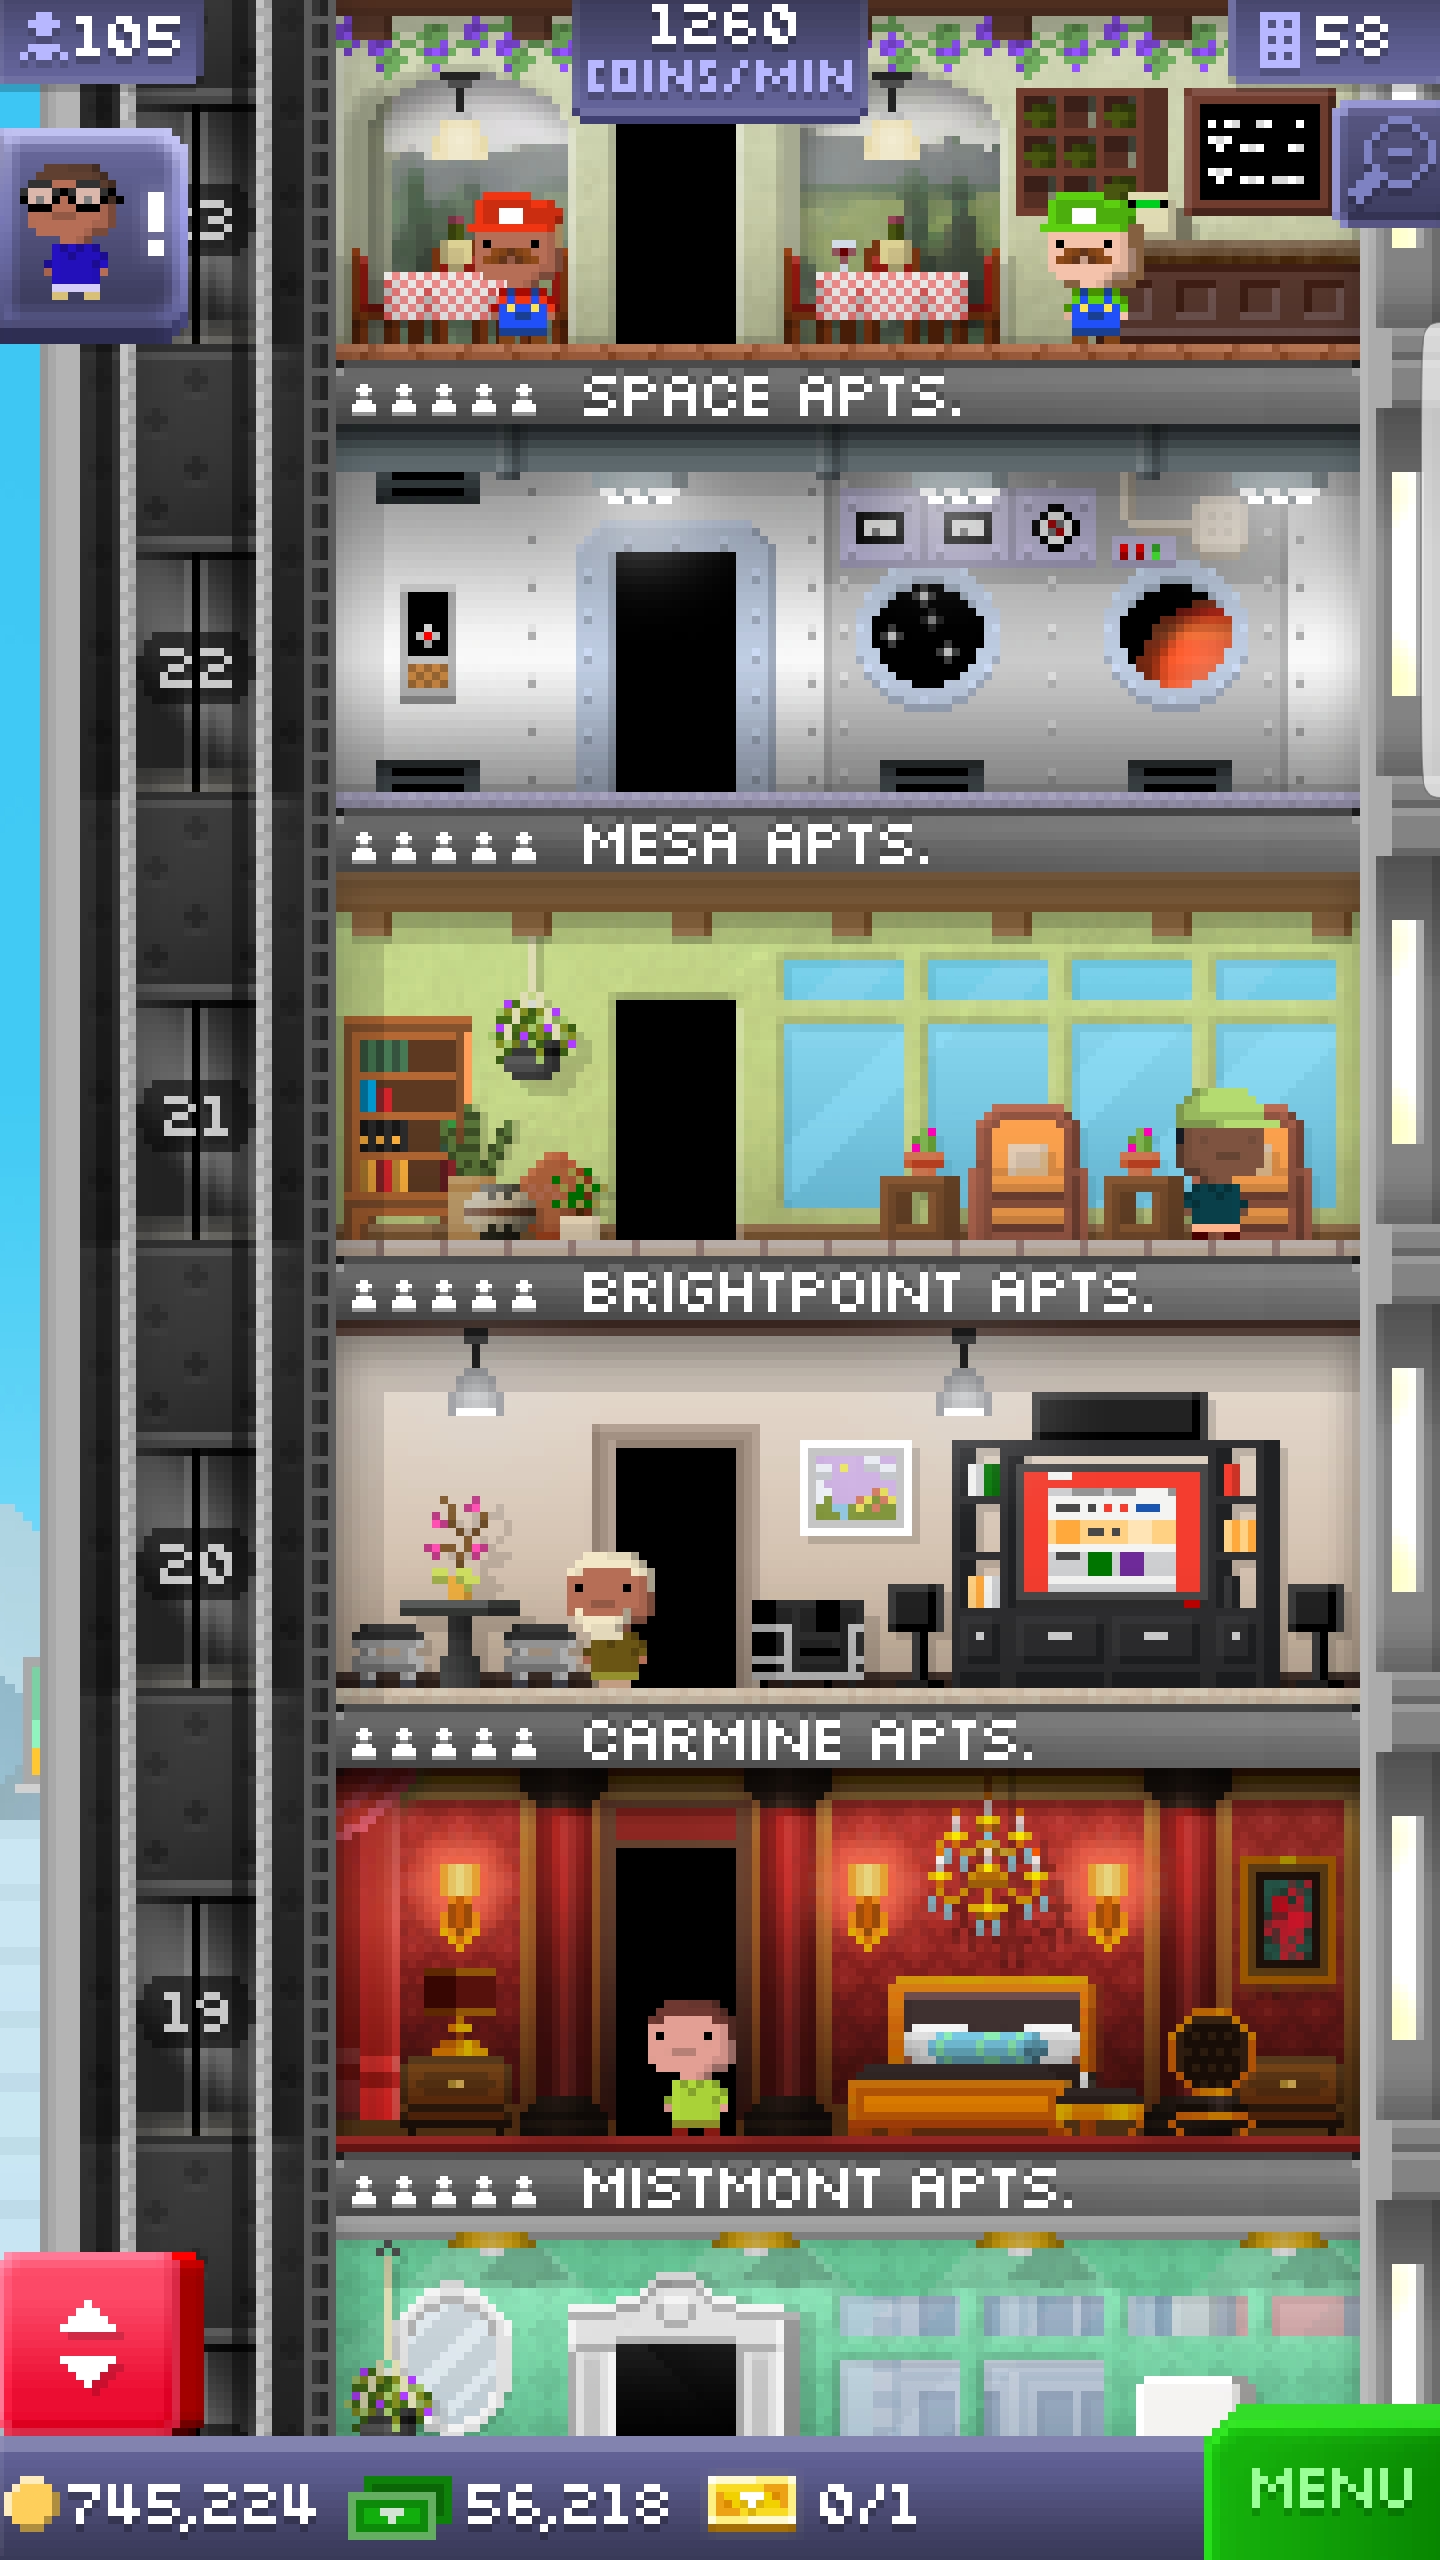 105
1260
COINS/MIN
58
!
3
SPACE APTS.
22
MESA APTS.
21
BRIGHTPOINT APTS.
20
CARMINE APTS.
19
MISTMONT APTS.
745,224
56,218
0/1
MENU